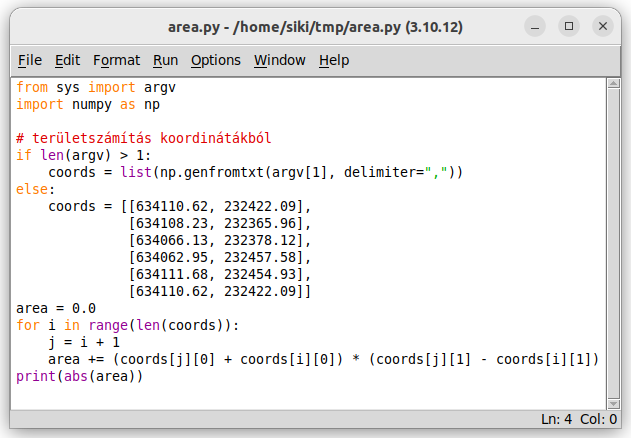 area.py - /home/siki/tmp/area.py (3.10.12)
File Edit Format Run Options Window Help
from sys import argv
import numpy as np

# területszámítás koordinátákból
if len(argv) > 1:
    coords = list(np.genfromtxt(argv[1], delimiter=","))
else:
    coords = [[634110.62, 232422.09],
              [634108.23, 232365.96],
              [634066.13, 232378.12],
              [634062.95, 232457.58],
              [634111.68, 232454.93],
              [634110.62, 232422.09]]
area = 0.0
for i in range(len(coords)):
    j = i + 1
    area += (coords[j][0] + coords[i][0]) * (coords[j][1] - coords[i][1])
print(abs(area))
Ln: 4 Col: 0